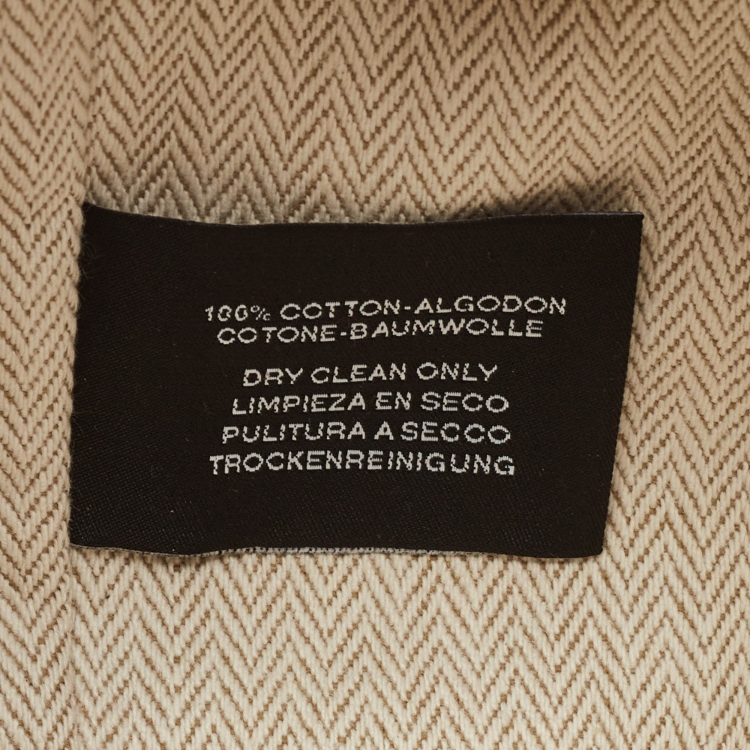 100% COTTON-ALGODON
COTONE-BAUMWOLLE
DRY CLEAN ONLY
LIMPIEZA EN SECO
PULITURA A SECCO
TROCKENREINIGUNG